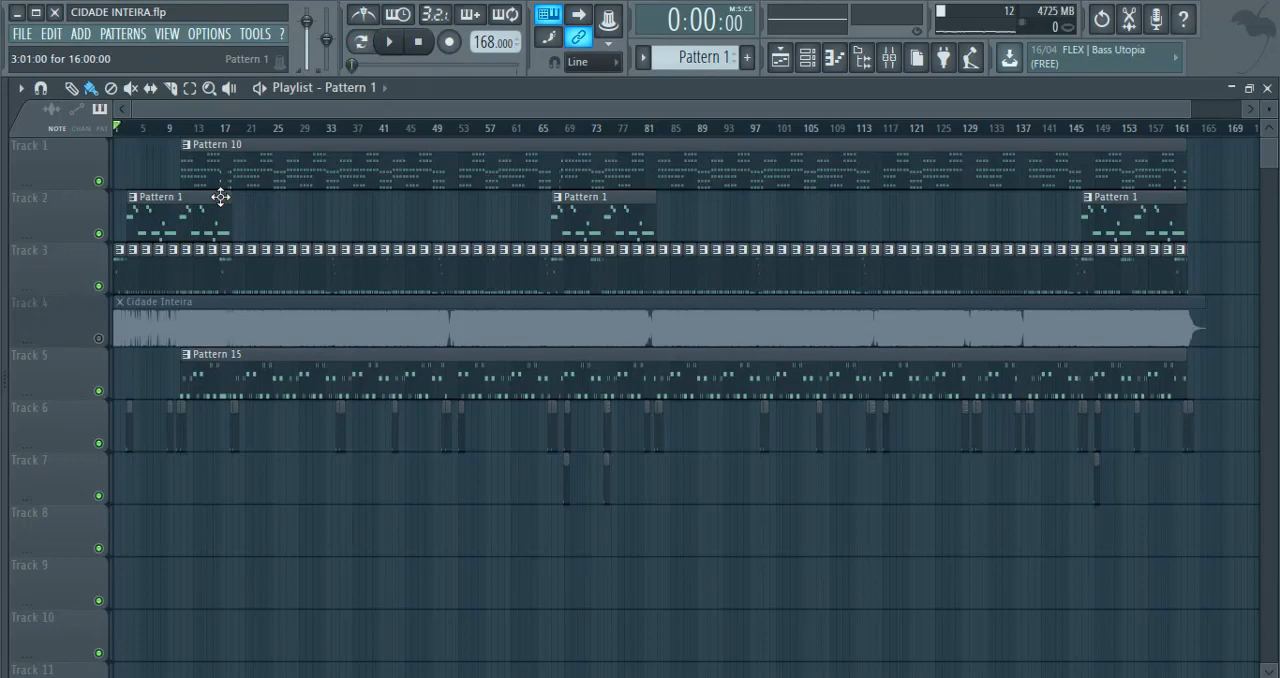 CIDADE INTEIRA.flp
FILE EDIT ADD PATTERNS VIEW OPTIONS TOOLS ?
3:01:00 for 16:00:00
Pattern 1
3.2.
168.000
Line
0:00:00
M:S:CS
Pattern 1
+
12
4725 MB
0
?
16/04 FLEX | Bass Utopia
(FREE)
Playlist - Pattern 1
NOTE CHAN PAT
1 5 9 13 17 21 25 29 33 37 41 45 49 53 57 61 65 69 73 77 81 85 89 93 97 101 105 109 113 117 121 125 129 133 137 141 145 149 153 157 161 165 169
Track 1
Pattern 10
Track 2
Pattern 1
Pattern 1
Pattern 1
Track 3
Track 4
Cidade Inteira
Track 5
Pattern 15
Track 6
Track 7
Track 8
Track 9
Track 10
Track 11